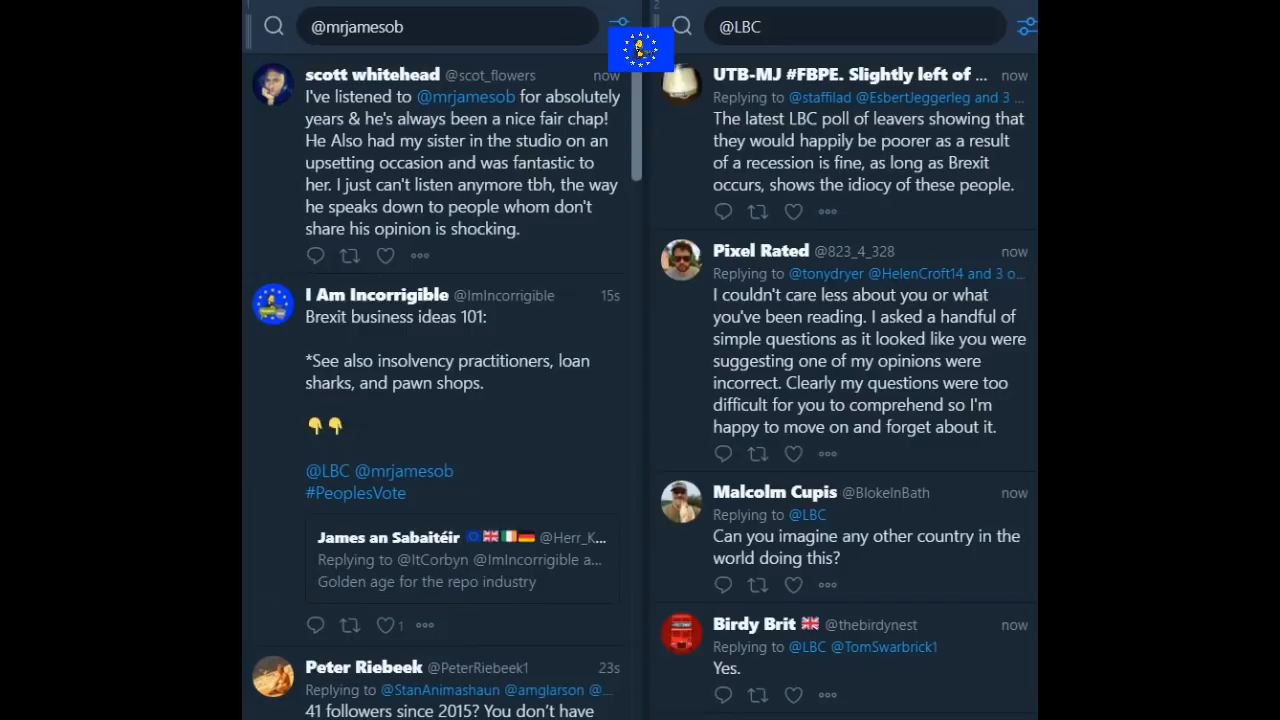 1
@mrjamesob
scott whitehead @scot_flowers now
I've listened to @mrjamesob for absolutely
years & he's always been a nice fair chap!
He Also had my sister in the studio on an
upsetting occasion and was fantastic to
her. I just can't listen anymore tbh, the way
he speaks down to people whom don't
share his opinion is shocking.
I Am Incorrigible @ImIncorrigible 15s
Brexit business ideas 101:
*See also insolvency practitioners, loan
sharks, and pawn shops.
👇👇
@LBC @mrjamesob
#PeoplesVote
James an Sabaitéir 🇪🇺🇬🇧🇮🇪🇩🇪 @Herr_K...
Replying to @ItCorbyn @ImIncorrigible a...
Golden age for the repo industry
1
Peter Riebeek @PeterRiebeek1 23s
Replying to @StanAnimashaun @amglarson @...
41 followers since 2015? You don't have
2
@LBC
UTB-MJ #FBPE. Slightly left of ... now
Replying to @staffilad @EsbertJeggerleg and 3 ...
The latest LBC poll of leavers showing that
they would happily be poorer as a result
of a recession is fine, as long as Brexit
occurs, shows the idiocy of these people.
Pixel Rated @823_4_328 now
Replying to @tonydryer @HelenCroft14 and 3 o...
I couldn't care less about you or what
you've been reading. I asked a handful of
simple questions as it looked like you were
suggesting one of my opinions were
incorrect. Clearly my questions were too
difficult for you to comprehend so I'm
happy to move on and forget about it.
Malcolm Cupis @BlokeInBath now
Replying to @LBC
Can you imagine any other country in the
world doing this?
Birdy Brit 🇬🇧 @thebirdynest now
Replying to @LBC @TomSwarbrick1
Yes.